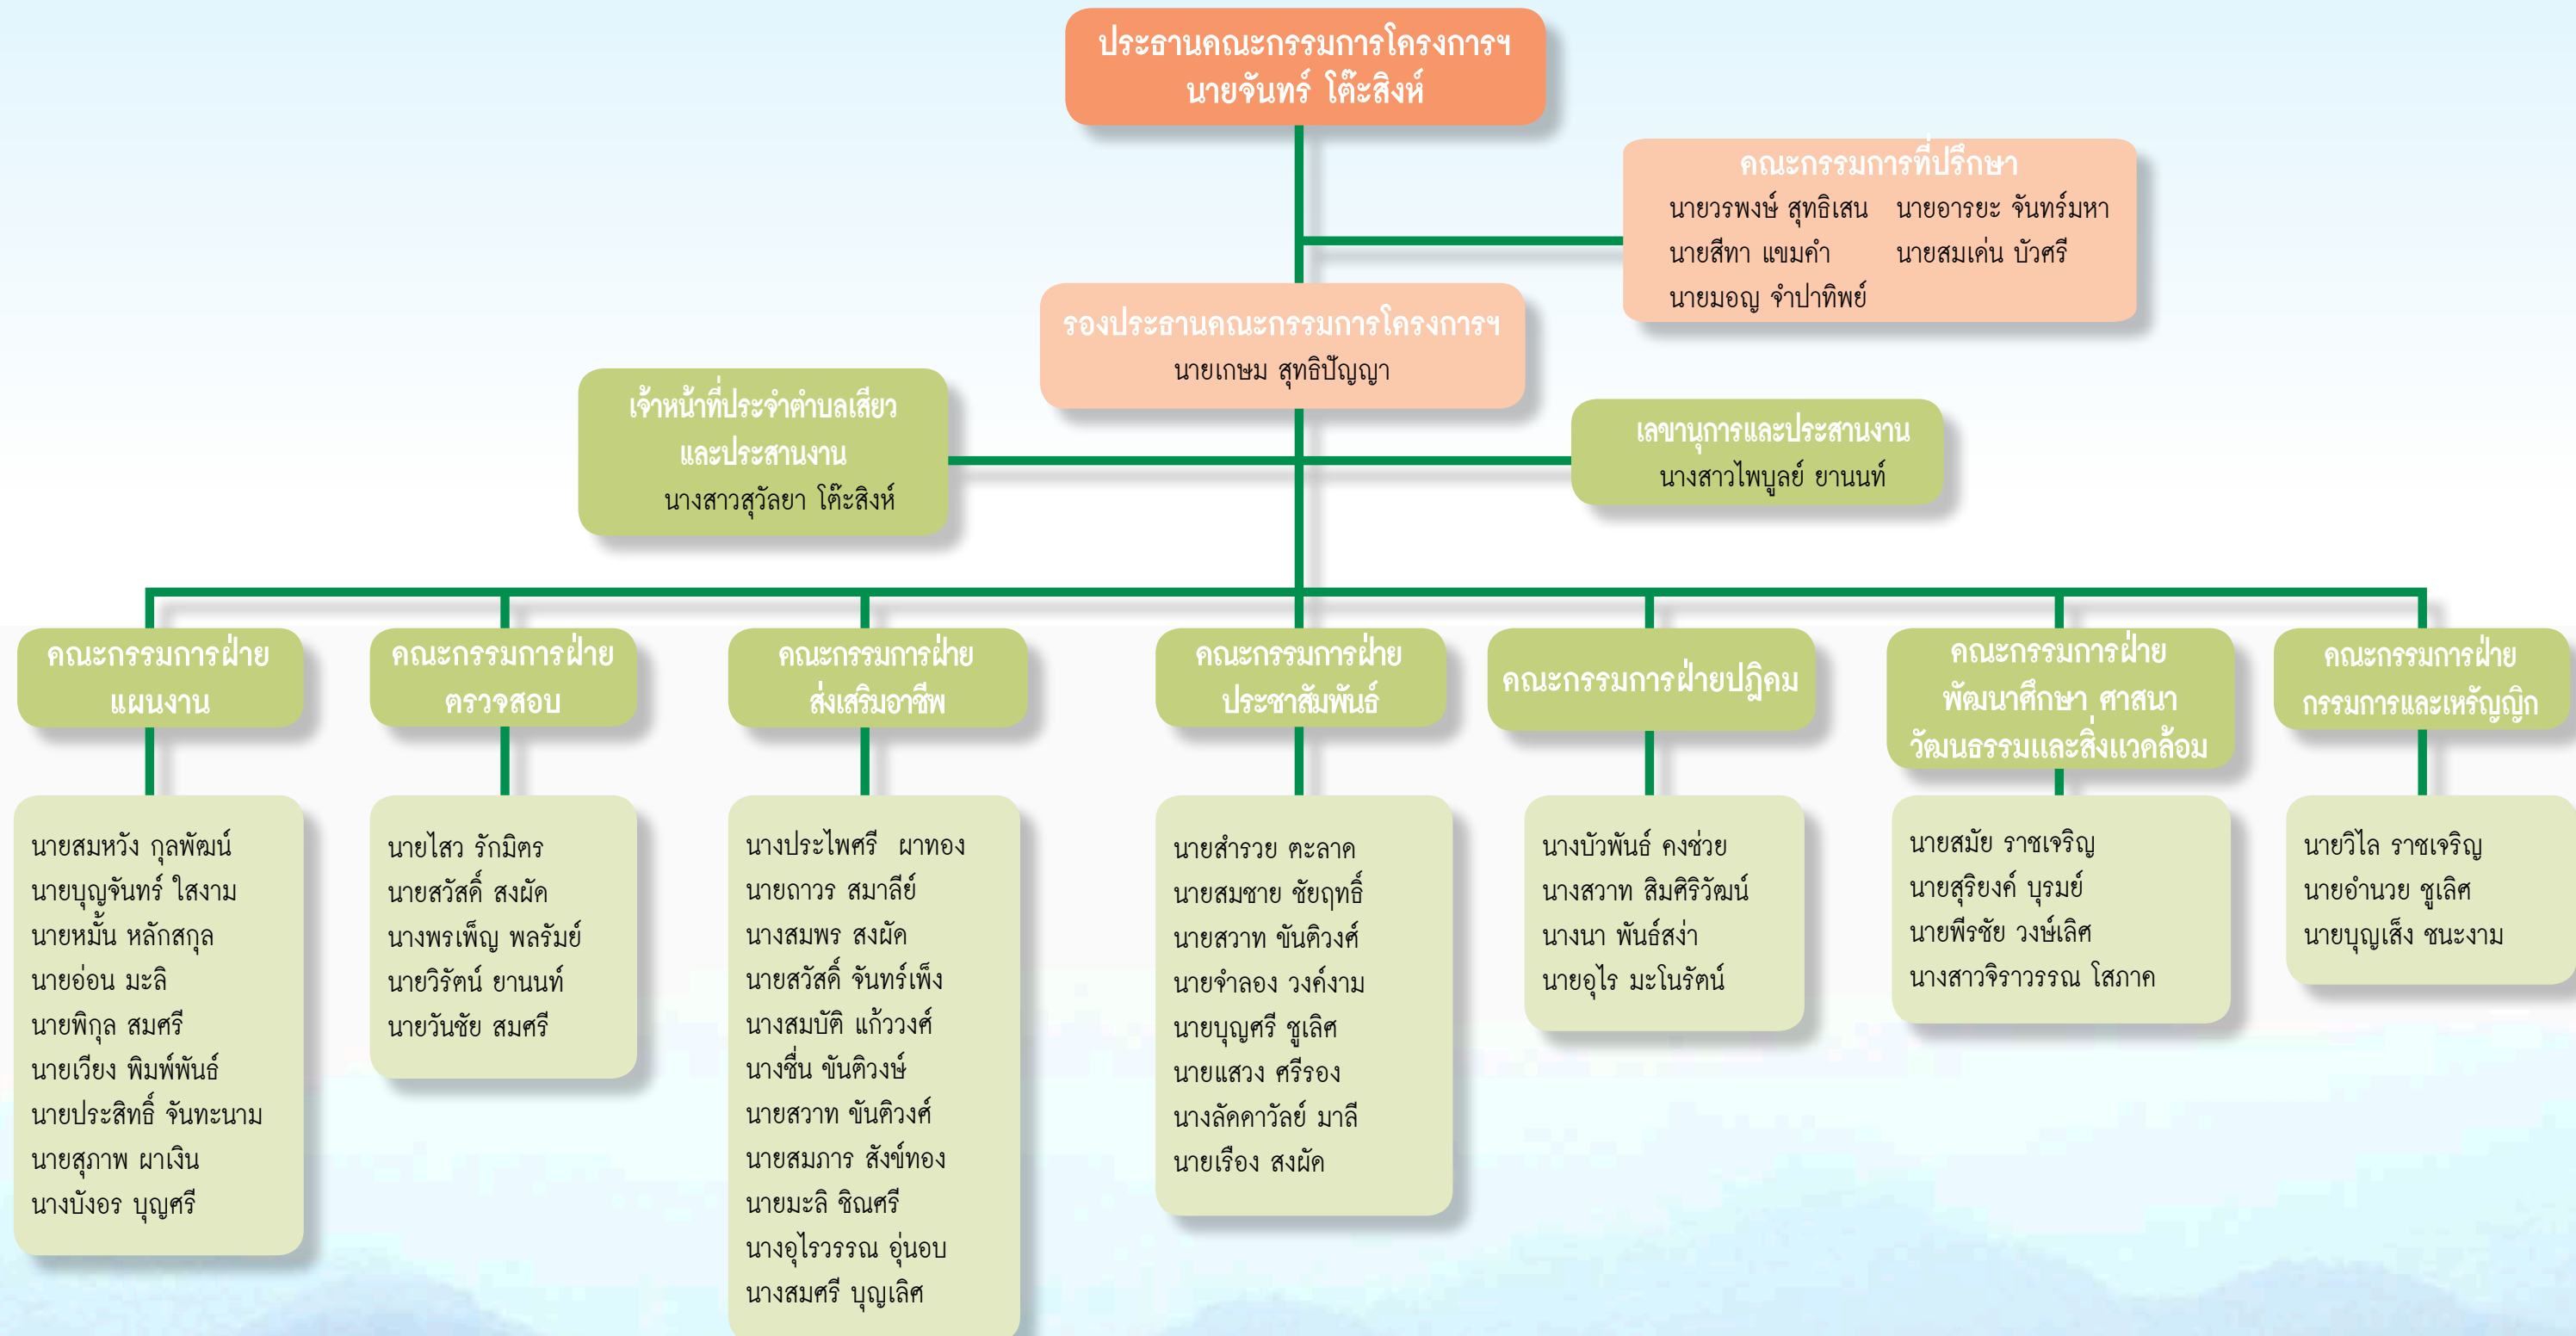 ประธานคณะกรรมการโครงการฯ
นายจันทร์ โต๊ะสิงห์
คณะกรรมการที่ปรึกษา
นายวรพงษ์ สุทธิเสน นายอารยะ จันทร์มหา
นายสีทา แขมคำ นายสมเด่น บัวศรี
นายมอญ จำปาทิพย์
รองประธานคณะกรรมการโครงการฯ
นายเกษม สุทธิปัญญา
เจ้าหน้าที่ประจำตำบลเสียว
และประสานงาน
นางสาวสุวัลยา โต๊ะสิงห์
เลขานุการและประสานงาน
นางสาวไพบูลย์ ยานนท์
คณะกรรมการฝ่าย
แผนงาน
นายสมหวัง กุลพัฒน์
นายบุญจันทร์ ใสงาม
นายหมั้น หลักสกุล
นายอ่อน มะลิ
นายพิกุล สมศรี
นายเวียง พิมพ์พันธ์
นายประสิทธิ์ จันทะนาม
นายสุภาพ ผาเงิน
นางบังอร บุญศรี
คณะกรรมการฝ่าย
ตรวจสอบ
นายไสว รักมิตร
นายสวัสดิ์ สงผัด
นางพรเพ็ญ พลรัมย์
นายวิรัตน์ ยานนท์
นายวันชัย สมศรี
คณะกรรมการฝ่าย
ส่งเสริมอาชีพ
นางประไพศรี ผาทอง
นายถาวร สมาลีย์
นางสมพร สงผัด
นายสวัสดิ์ จันทร์เพ็ง
นางสมบัติ แก้ววงศ์
นางชื่น ขันติวงษ์
นายสวาท ขันติวงศ์
นายสมภาร สังข์ทอง
นายมะลิ ชิณศรี
นางอุไรวรรณ อุ่นอบ
นางสมศรี บุญเลิศ
คณะกรรมการฝ่าย
ประชาสัมพันธ์
นายสำรวย ตะลาด
นายสมชาย ชัยฤทธิ์
นายสวาท ขันติวงศ์
นายจำลอง วงค์งาม
นายบุญศรี ชูเลิศ
นายแสวง ศรีรอง
นางลัดดาวัลย์ มาลี
นายเรือง สงผัด
คณะกรรมการฝ่ายปฎิคม
นางบัวพันธ์ คงช่วย
นางสวาท สิมศิริวัฒน์
นางนา พันธ์สง่า
นายอุไร มะโนรัตน์
คณะกรรมการฝ่าย
พัฒนาศึกษา ศาสนา
วัฒนธรรมและสิ่งแวดล้อม
นายสมัย ราชเจริญ
นายสุริยงค์ บุรมย์
นายพีรชัย วงษ์เลิศ
นางสาวจิราวรรณ โสภาค
คณะกรรมการฝ่าย
กรรมการและเหรัญญิก
นายวิไล ราชเจริญ
นายอำนวย ชูเลิศ
นายบุญเส็ง ชนะงาม